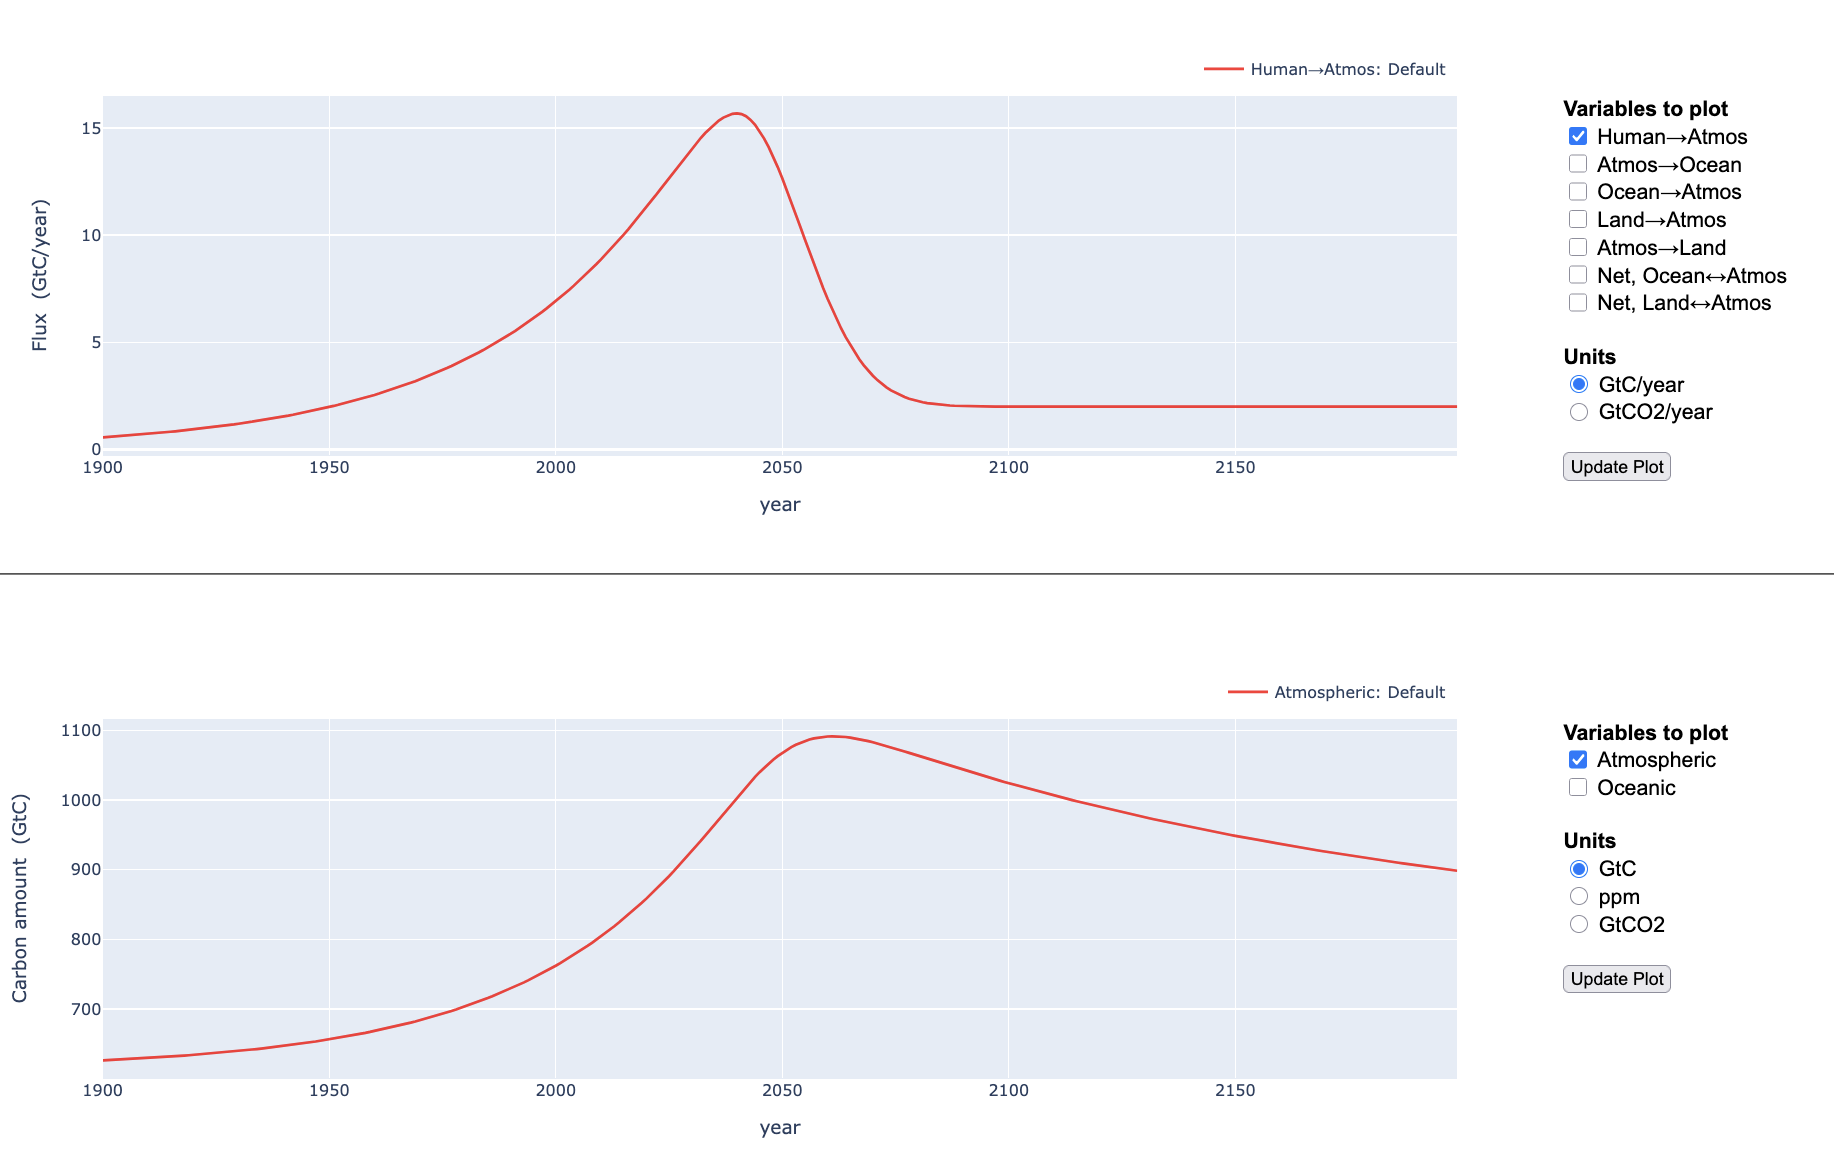 Human→Atmos: Default
15
10
5
0
Flux (GtC/year)
1900 1950 2000 2050 2100 2150
year
Variables to plot
Human→Atmos
Atmos→Ocean
Ocean→Atmos
Land→Atmos
Atmos→Land
Net, Ocean↔Atmos
Net, Land↔Atmos
Units
GtC/year
GtCO2/year
Update Plot
Atmospheric: Default
1100
1000
900
800
700
Carbon amount (GtC)
1900 1950 2000 2050 2100 2150
year
Variables to plot
Atmospheric
Oceanic
Units
GtC
ppm
GtCO2
Update Plot